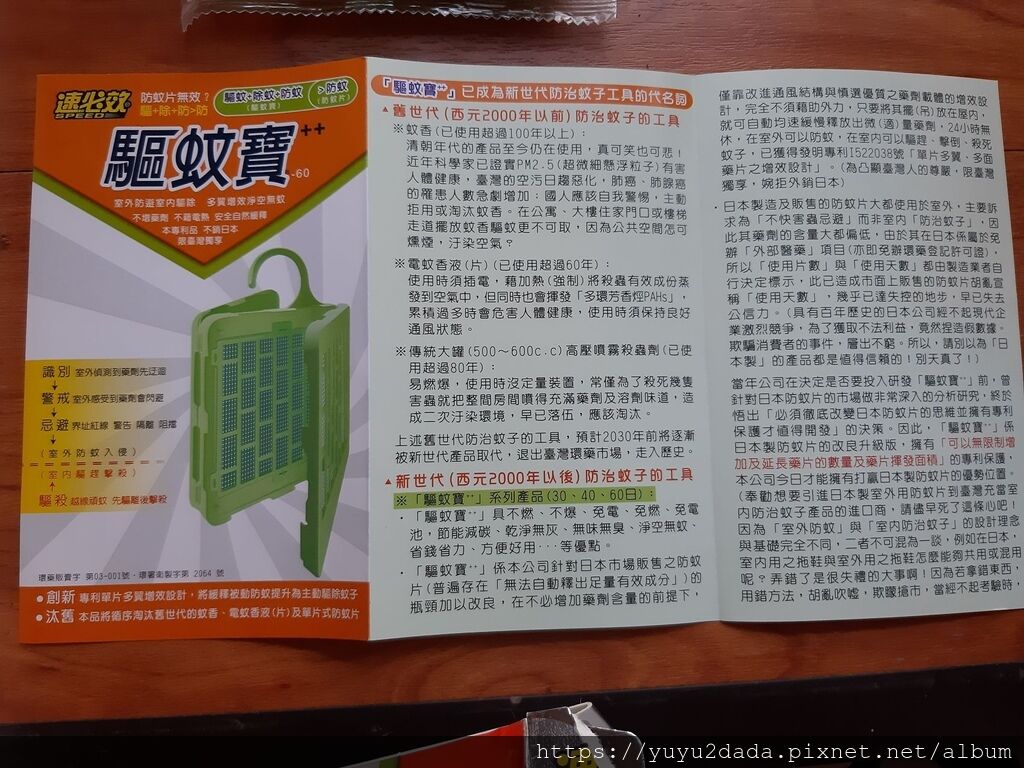 速必效
SPEED
防蚊片無效?
驅+除+防>防
驅蚊+除蚊+防蚊
(驅蚊寶)
>防蚊
(防蚊片)
驅蚊寶++-60
室外防避室內驅除 多翼增效淨空無蚊
不增藥劑 不籍電熱 安全自然緩釋
本專利品 不銷日本
限臺灣獨享
識別 室外偵測到藥劑先迂迴
警戒 室外感受到藥劑會閃避
忌避 界址紅線 警告 隔離 阻擋
(室外防蚊入侵)
(室內驅趕擊殺)
驅殺 越線頑蚊 先驅離後擊殺
環藥販賣字 第03-001號‧環署衛製字第 2064 號
●創新 專利單片多翼增效設計,將緩釋被動防蚊提升為主動驅除蚊子
●汰舊 本品將循序淘汰舊世代的蚊香、電蚊香液(片)及單片式防蚊片
「驅蚊寶++」已成為新世代防治蚊子工具的代名詞
▲舊世代(西元2000年以前)防治蚊子的工具
※蚊香(已使用超過100年以上):
清朝年代的產品至今仍在使用,真可笑也可悲!
近年科學家已證實PM2.5(超微細懸浮粒子)有害
人體健康,臺灣的空污日趨惡化,肺癌、肺腺癌
的罹患人數急劇增加;國人應該自我警惕,主動
拒用或淘汰蚊香。在公寓、大樓住家門口或樓梯
走道擺放蚊香驅蚊更不可取,因為公共空間怎可
燻煙,汙染空氣?
※電蚊香液(片)(已使用超過60年):
使用時須插電,藉加熱(強制)將殺蟲有效成份蒸
發到空氣中,但同時也會揮發「多環芳香烴PAHs」,
累積過多時會危害人體健康,使用時須保持良好
通風狀態。
※傳統大罐(500~600c.c)高壓噴霧殺蟲劑(已使
用超過80年):
易燃爆,使用時沒定量裝置,常僅為了殺死幾隻
害蟲就把整間房間噴得充滿藥劑及溶劑味道,造
成二次汙染環境,早已落伍,應該淘汰。
上述舊世代防治蚊子的工具,預計2030年前將逐漸
被新世代產品取代,退出臺灣環藥市場,走入歷史。
▲新世代(西元2000年以後)防治蚊子的工具
※「驅蚊寶++」系列產品(30、40、60日):
‧「驅蚊寶++」具不燃、不爆、免電、免燃、免電
池,節能減碳、乾淨無灰、無味無臭、淨空無蚊、
省錢省力、方便好用‧‧‧等優點。
‧「驅蚊寶++」係本公司針對日本市場販售之防蚊
片(普遍存在「無法自動釋出足量有效成分」)的
瓶頸加以改良,在不必增加藥劑含量的前提下,
僅靠改進通風結構與慎選優質之藥劑載體的增效設
計,完全不須藉助外力,只要將其擺(吊)放在屋內,
就可自動均速緩慢釋放出微(適)量藥劑,24小時無
休,在室外可以防蚊,在室內可以驅趕、擊倒、殺死
蚊子,已獲得發明專利I522038號「單片多翼、多面
藥片之增效設計」。(為凸顯臺灣人的尊嚴,限臺灣
獨享,婉拒外銷日本)
‧日本製造及販售的防蚊片大都使用於室外,主要訴
求為「不快害蟲忌避」而非室內「防治蚊子」,因
此其藥劑的含量大都偏低,由於其在日本係屬於免
辦「外部醫藥」項目(亦即免辦環藥登記許可證),
所以「使用片數」與「使用天數」都由製造業者自
行決定標示,此已造成市面上販售的防蚊片胡亂宣
稱「使用天數」,幾乎已達失控的地步,早已失去
公信力。(具有百年歷史的日本公司經不起現代企
業激烈競爭,為了獲取不法利益,竟然捏造假數據。
欺騙消費者的事件,層出不窮。所以,請別以為「日
本製」的產品都是值得信賴的!別天真了!)
當年公司在決定是否要投入研發「驅蚊寶++」前,曾
針對日本防蚊片的市場做非常深入的分析研究,終於
悟出「必須徹底改變日本防蚊片的思維並擁有專利
保護才值得開發」的決策。因此,「驅蚊寶++」係
日本製防蚊片的改良升級版,擁有「可以無限制增
加及延長藥片的數量及藥片揮發面積」的專利保護,
本公司今日才能擁有打贏日本製防蚊片的優勢位置。
(奉勸想要引進日本製室外用防蚊片到臺灣充當室
內防治蚊子產品的進口商,請儘早死了這條心吧!
因為「室外防蚊」與「室內防治蚊子」的設計理念
與基礎完全不同,二者不可混為一談,例如在日本,
室內用之拖鞋與室外用之拖鞋怎麼能夠共用或混用
呢?弄錯了是很失禮的大事啊!因為若拿錯東西,
用錯方法,胡亂吹噓,欺矇搶市,當經不起考驗時
https://yuyu2dada.pixnet.net/album